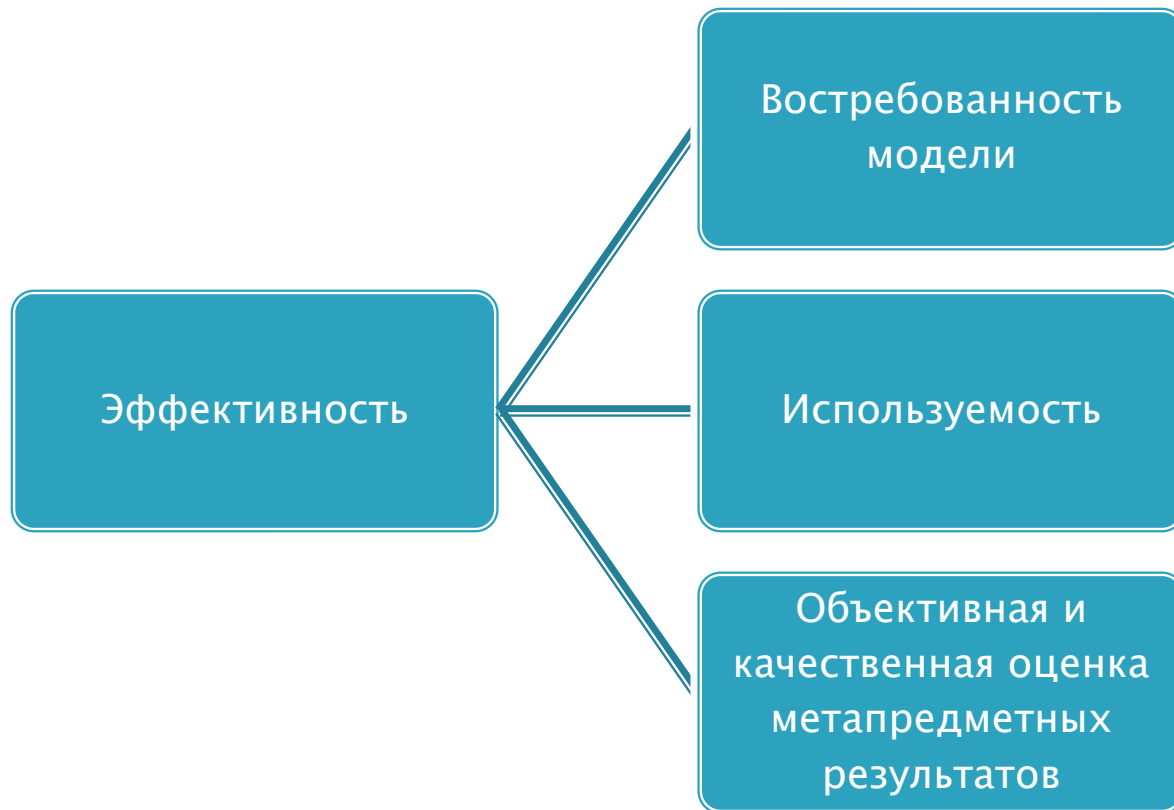 Эффективность
Востребованность
модели
Используемость
Объективная и
качественная оценка
метапредметных
результатов